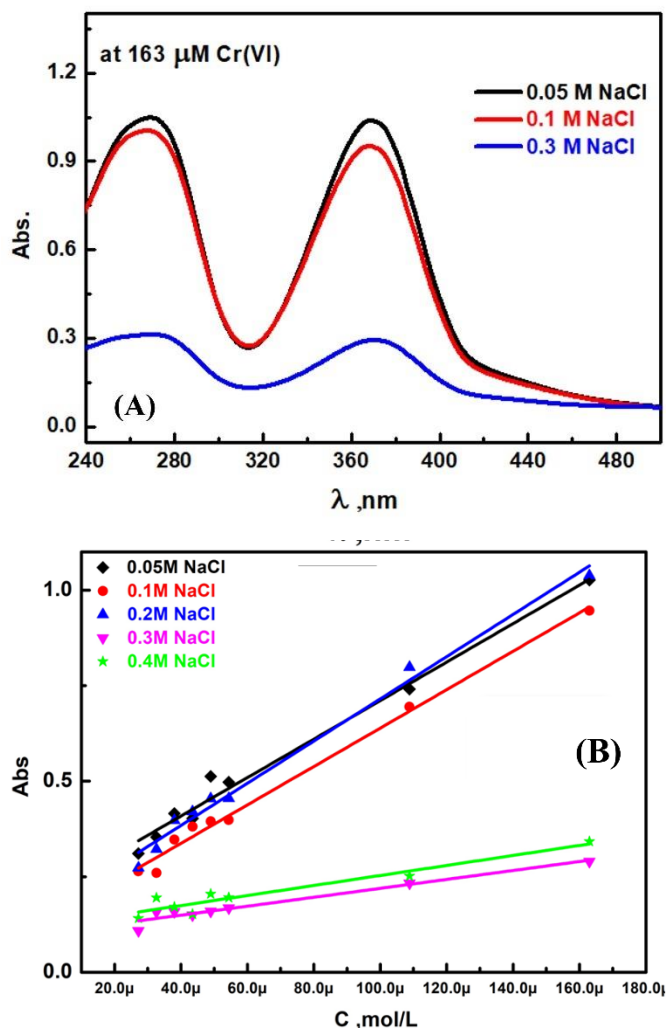 at 163 μM Cr(VI)
0.05 M NaCl
0.1 M NaCl
0.3 M NaCl
1.2
0.9
0.6
0.3
0.0
Abs.
(A)
240 280 320 360 400 440 480
λ ,nm
0.05M NaCl
0.1M NaCl
0.2M NaCl
0.3M NaCl
0.4M NaCl
1.0
0.5
0.0
Abs
(B)
20.0μ 40.0μ 60.0μ 80.0μ 100.0μ 120.0μ 140.0μ 160.0μ 180.0
C ,mol/L